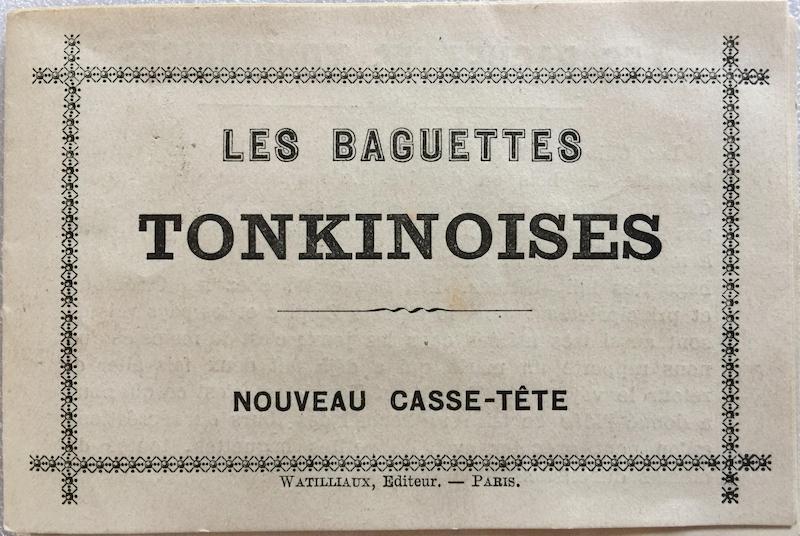 LES BAGUETTES
TONKINOISES
NOUVEAU CASSE-TÊTE
WATILLIAUX, Editeur. — PARIS.